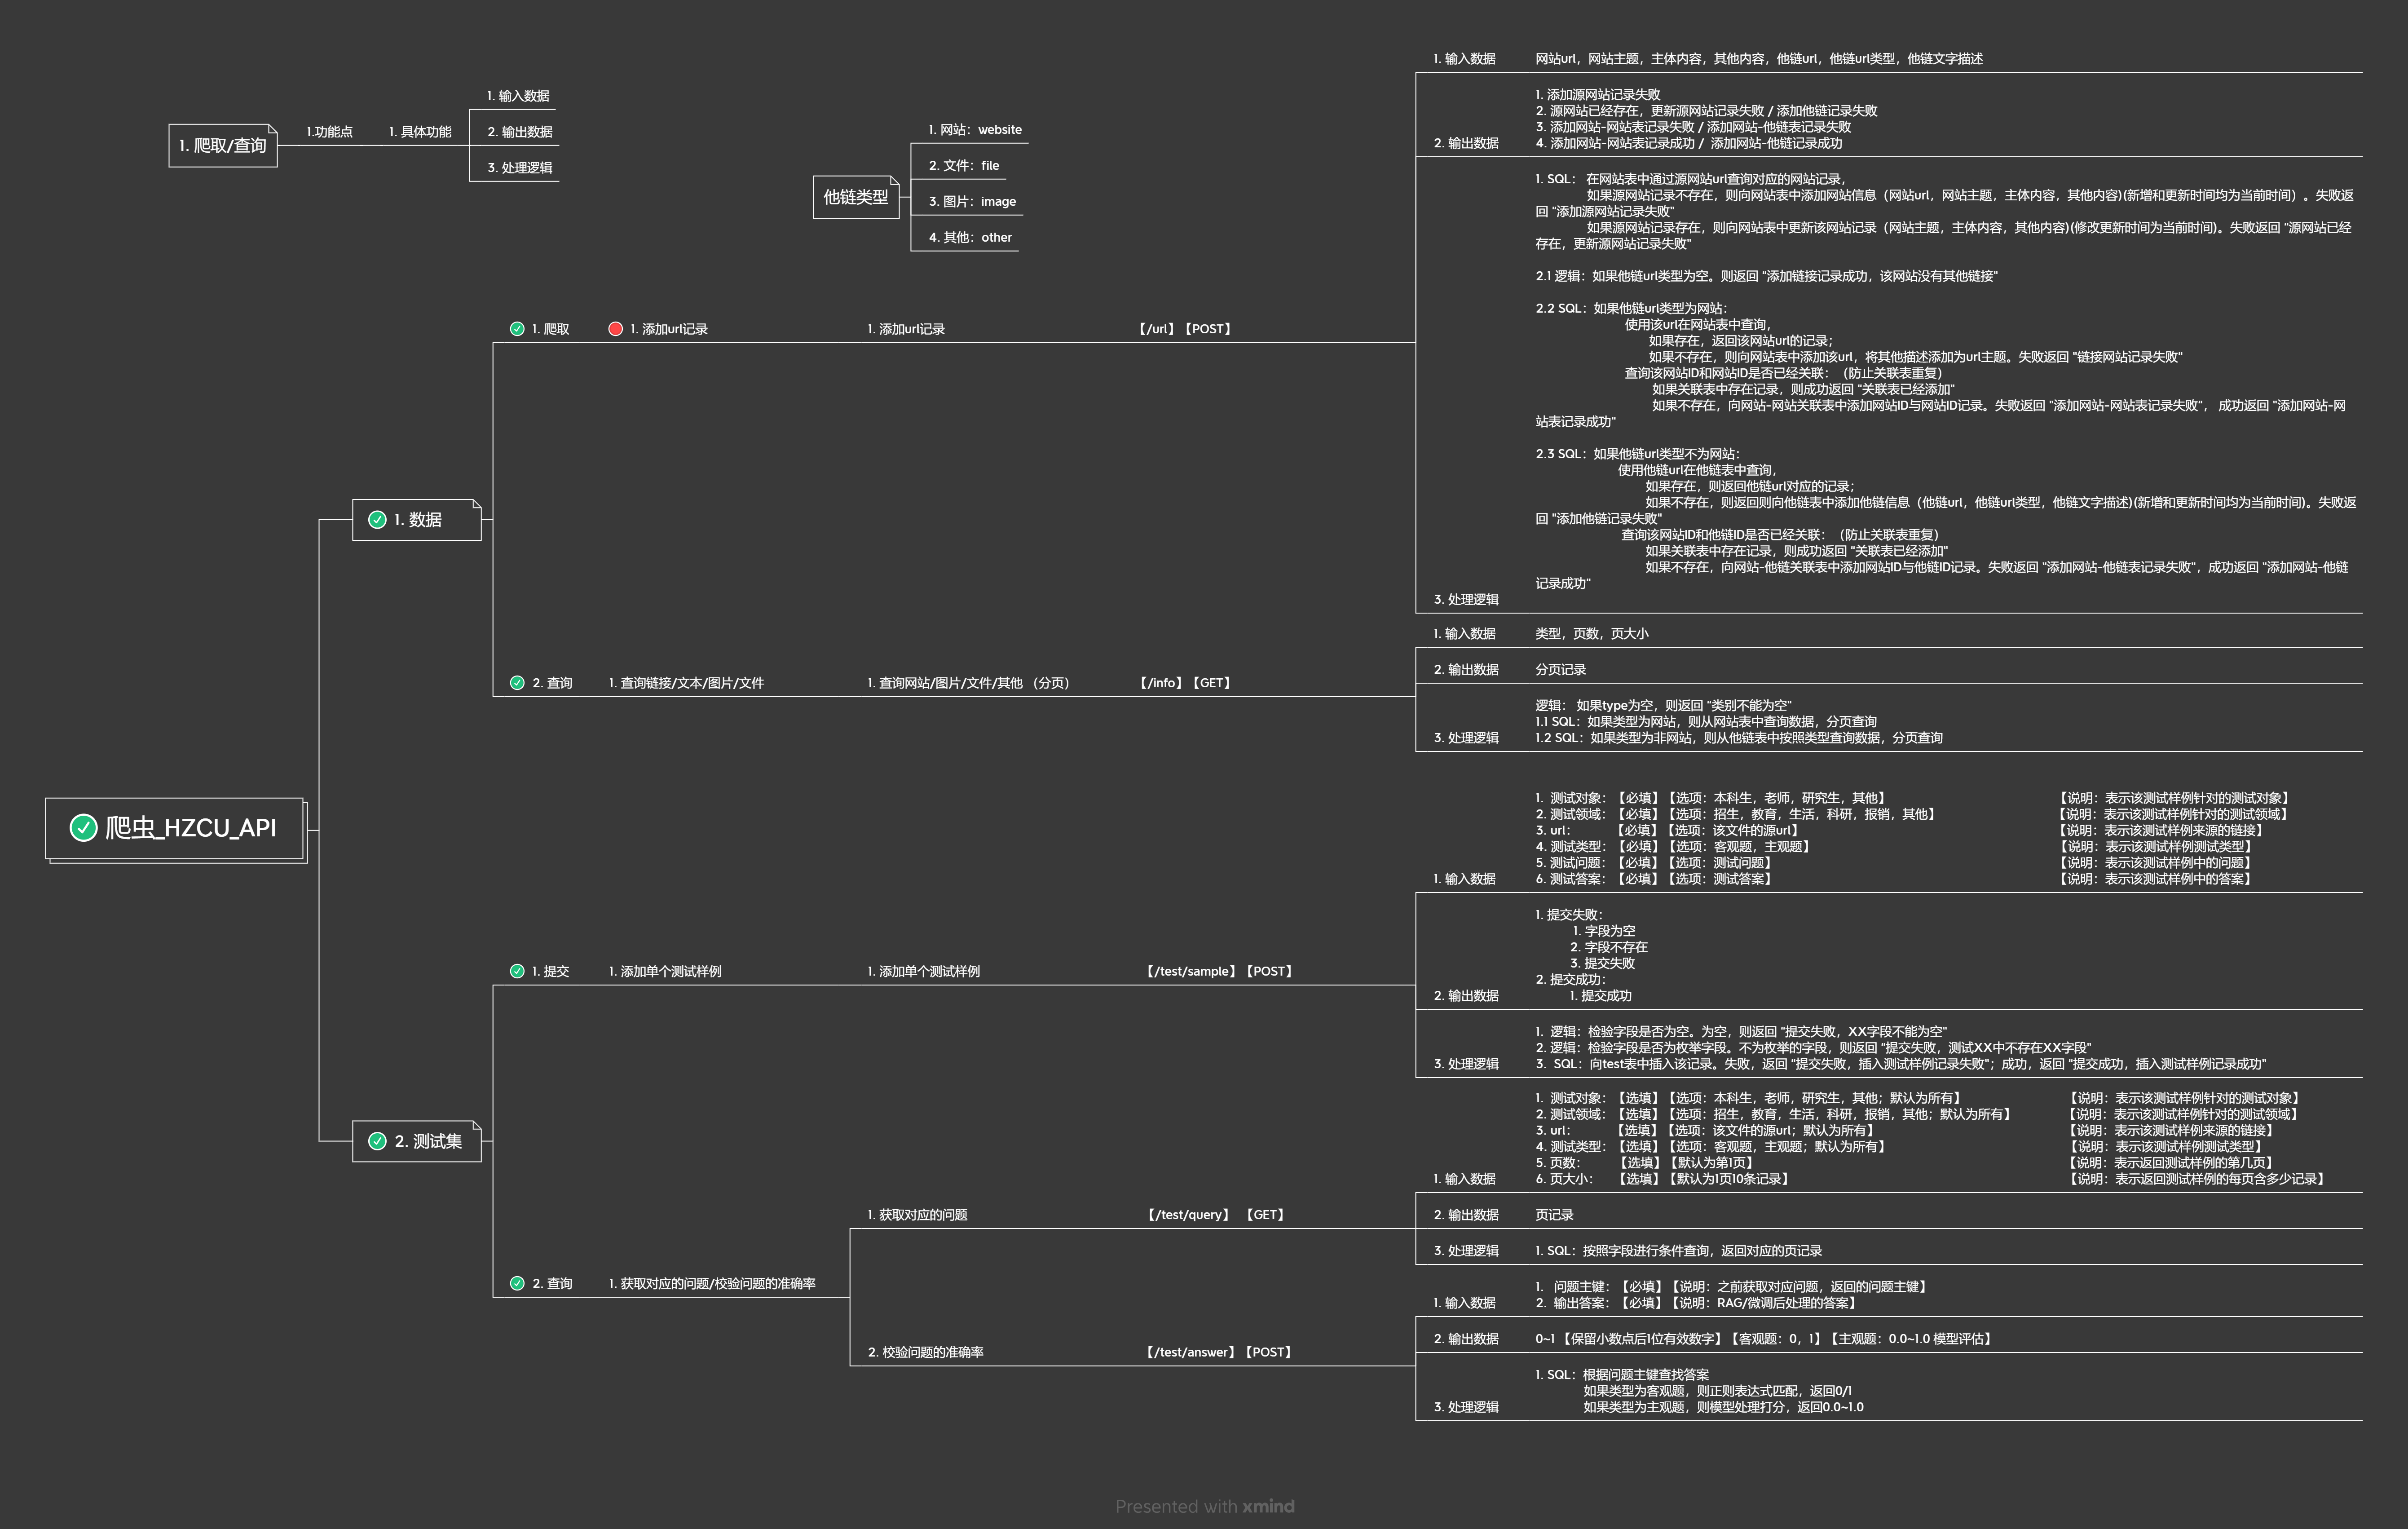 1. 爬取/查询
1.功能点
1. 具体功能
1. 输入数据
2. 输出数据
3. 处理逻辑
他链类型
1. 网站：website
2. 文件：file
3. 图片：image
4. 其他：other
爬虫_HZCU_API
1. 数据
1. 爬取
1. 添加url记录
1. 添加url记录
【/url】【POST】
1. 输入数据
网站url，网站主题，主体内容，其他内容，他链url，他链url类型，他链文字描述
2. 输出数据
1. 添加源网站记录失败
2. 源网站已经存在，更新源网站记录失败 / 添加他链记录失败
3. 添加网站-网站表记录失败 / 添加网站-他链表记录失败
4. 添加网站-网站表记录成功 / 添加网站-他链记录成功
3. 处理逻辑
1. SQL： 在网站表中通过源网站url查询对应的网站记录，
如果源网站记录不存在，则向网站表中添加网站信息（网站url，网站主题，主体内容，其他内容)(新增和更新时间均为当前时间）。失败返
回 "添加源网站记录失败"
如果源网站记录存在，则向网站表中更新该网站记录（网站主题，主体内容，其他内容)(修改更新时间为当前时间)。失败返回 "源网站已经
存在，更新源网站记录失败"
2.1 逻辑：如果他链url类型为空。则返回 "添加链接记录成功，该网站没有其他链接"
2.2 SQL：如果他链url类型为网站：
使用该url在网站表中查询，
如果存在，返回该网站url的记录；
如果不存在，则向网站表中添加该url，将其他描述添加为url主题。失败返回 "链接网站记录失败"
查询该网站ID和网站ID是否已经关联：（防止关联表重复）
如果关联表中存在记录，则成功返回 "关联表已经添加"
如果不存在，向网站-网站关联表中添加网站ID与网站ID记录。失败返回 "添加网站-网站表记录失败"， 成功返回 "添加网站-网
站表记录成功"
2.3 SQL：如果他链url类型不为网站：
使用他链url在他链表中查询，
如果存在，则返回他链url对应的记录；
如果不存在，则返回则向他链表中添加他链信息（他链url，他链url类型，他链文字描述)(新增和更新时间均为当前时间)。失败返
回 "添加他链记录失败"
查询该网站ID和他链ID是否已经关联：（防止关联表重复）
如果关联表中存在记录，则成功返回 "关联表已经添加"
如果不存在，向网站-他链关联表中添加网站ID与他链ID记录。失败返回 "添加网站-他链表记录失败"，成功返回 "添加网站-他链
记录成功"
2. 查询
1. 查询链接/文本/图片/文件
1. 查询网站/图片/文件/其他 （分页）
【/info】【GET】
1. 输入数据
类型，页数，页大小
2. 输出数据
分页记录
3. 处理逻辑
逻辑： 如果type为空，则返回 "类别不能为空"
1.1 SQL：如果类型为网站，则从网站表中查询数据，分页查询
1.2 SQL：如果类型为非网站，则从他链表中按照类型查询数据，分页查询
2. 测试集
1. 提交
1. 添加单个测试样例
1. 添加单个测试样例
【/test/sample】【POST】
1. 输入数据
1. 测试对象：【必填】【选项：本科生，老师，研究生，其他】 【说明：表示该测试样例针对的测试对象】
2. 测试领域：【必填】【选项：招生，教育，生活，科研，报销，其他】 【说明：表示该测试样例针对的测试领域】
3. url： 【必填】【选项：该文件的源url】 【说明：表示该测试样例来源的链接】
4. 测试类型：【必填】【选项：客观题，主观题】 【说明：表示该测试样例测试类型】
5. 测试问题：【必填】【选项：测试问题】 【说明：表示该测试样例中的问题】
6. 测试答案：【必填】【选项：测试答案】 【说明：表示该测试样例中的答案】
2. 输出数据
1. 提交失败：
1. 字段为空
2. 字段不存在
3. 提交失败
2. 提交成功：
1. 提交成功
3. 处理逻辑
1. 逻辑：检验字段是否为空。为空，则返回 "提交失败，XX字段不能为空"
2. 逻辑：检验字段是否为枚举字段。不为枚举的字段，则返回 "提交失败，测试XX中不存在XX字段"
3. SQL：向test表中插入该记录。失败，返回 "提交失败，插入测试样例记录失败"；成功，返回 "提交成功，插入测试样例记录成功"
2. 查询
1. 获取对应的问题/校验问题的准确率
1. 获取对应的问题
【/test/query】 【GET】
1. 输入数据
1. 测试对象：【选填】【选项：本科生，老师，研究生，其他；默认为所有】 【说明：表示该测试样例针对的测试对象】
2. 测试领域：【选填】【选项：招生，教育，生活，科研，报销，其他；默认为所有】 【说明：表示该测试样例针对的测试领域】
3. url： 【选填】【选项：该文件的源url；默认为所有】 【说明：表示该测试样例来源的链接】
4. 测试类型：【选填】【选项：客观题，主观题；默认为所有】 【说明：表示该测试样例测试类型】
5. 页数： 【选填】【默认为第1页】 【说明：表示返回测试样例的第几页】
6. 页大小： 【选填】【默认为1页10条记录】 【说明：表示返回测试样例的每页含多少记录】
2. 输出数据
页记录
3. 处理逻辑
1. SQL：按照字段进行条件查询，返回对应的页记录
2. 校验问题的准确率
【/test/answer】【POST】
1. 输入数据
1. 问题主键：【必填】【说明：之前获取对应问题，返回的问题主键】
2. 输出答案：【必填】【说明：RAG/微调后处理的答案】
2. 输出数据
0~1 【保留小数点后1位有效数字】【客观题：0，1】【主观题：0.0~1.0 模型评估】
3. 处理逻辑
1. SQL：根据问题主键查找答案
如果类型为客观题，则正则表达式匹配，返回0/1
如果类型为主观题，则模型处理打分，返回0.0~1.0
Presented with xmind